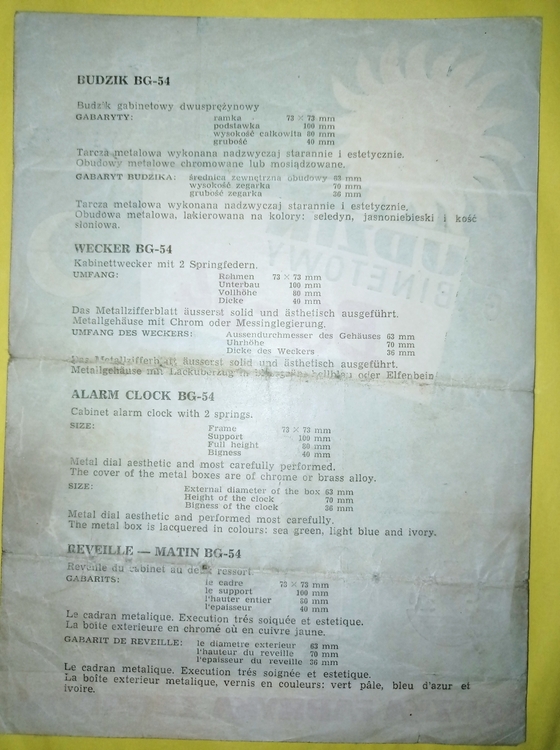 BUDZIK BG-54
Budzik gabinetowy dwusprężynowy
GABARYTY: ramka 73 × 73 mm
podstawka 100 mm
wysokość całkowita 80 mm
grubość 40 mm
Tarcza metalowa wykonana nadzwyczaj starannie i estetycznie.
Obudowy metalowe chromowane lub mosiądzowane.
GABARYT BUDZIKA: średnica zewnętrzna obudowy 63 mm
wysokość zegarka 70 mm
grubość zegarka 36 mm
Tarcza metalowa wykonana nadzwyczaj starannie i estetycznie.
Obudowa metalowa, lakierowana na kolory: seledyn, jasnoniebieski i kość
słoniowa.
WECKER BG-54
Kabinettwecker mit 2 Springfedern.
UMFANG: Rahmen 73 × 73 mm
Unterbau 100 mm
Vollhöhe 80 mm
Dicke 40 mm
Das Metallzifferblatt äusserst solid und ästhetisch ausgeführt.
Metallgehäuse mit Chrom oder Messinglegierung.
UMFANG DES WECKERS: Aussendurchmesser des Gehäuses 63 mm
Uhrhöhe 70 mm
Dicke des Weckers 36 mm
Das Metallzifferblatt äusserst solid und ästhetisch ausgeführt.
Metallgehäuse mit Lacküberzug in hellblau oder Elfenbein
ALARM CLOCK BG-54
Cabinet alarm clock with 2 springs.
SIZE: Frame 73 × 73 mm
Support 100 mm
Full height 80 mm
Bigness 40 mm
Metal dial aesthetic and most carefully performed.
The cover of the metal boxes are of chrome or brass alloy.
SIZE: External diameter of the box 63 mm
Height of the clock 70 mm
Bigness of the clock 36 mm
Metal dial aesthetic and performed most carefully.
The metal box is lacquered in colours: sea green, light blue and ivory.
REVEILLE — MATIN BG-54
Reveille du cabinet au ressort.
GABARITS: le cadre 73 × 73 mm
le support 100 mm
l'hauter entier 80 mm
l'epaisseur 40 mm
Le cadran metalique. Execution trés soiquée et estetique.
La boîte exterieure en chromé où en cuivre jaune.
GABARIT DE REVEILLE: le diametre exterieur 63 mm
l'hauteur du reveille 70 mm
l'epaisseur du reveille 36 mm
Le cadran metalique. Execution trés soignée et estetique.
La boîte exterieur metalique, vernis en couleurs: vert pâle, bleu d'azur et
ivoire.